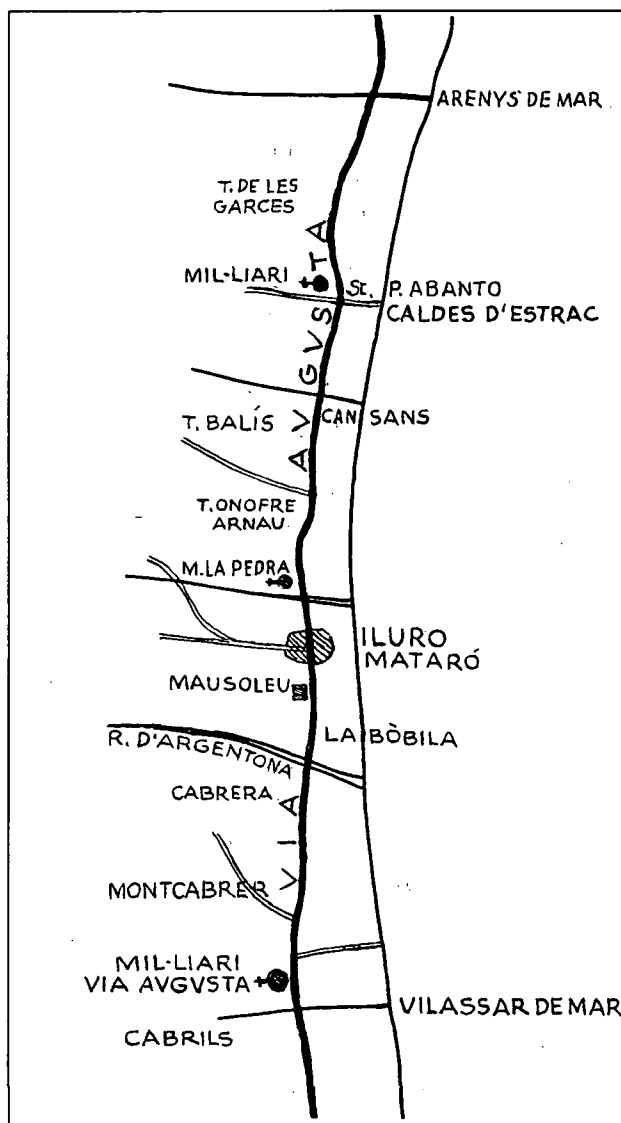 ARENYS DE MAR
T. DE LES
GARCES
MIL·LIARI
St. P. ABANTO
CALDES D'ESTRAC
CAN SANS
T. BALÍS
T. ONOFRE
ARNAU
M. LA PEDRA
ILURO
MATARÓ
MAUSOLEU
LA BÒBILA
R. D'ARGENTONA
CABRERA
VIA AVGVSTA
MONTCABRER
MIL·LIARI
VIA AVGVSTA
VILASSAR DE MAR
CABRILS